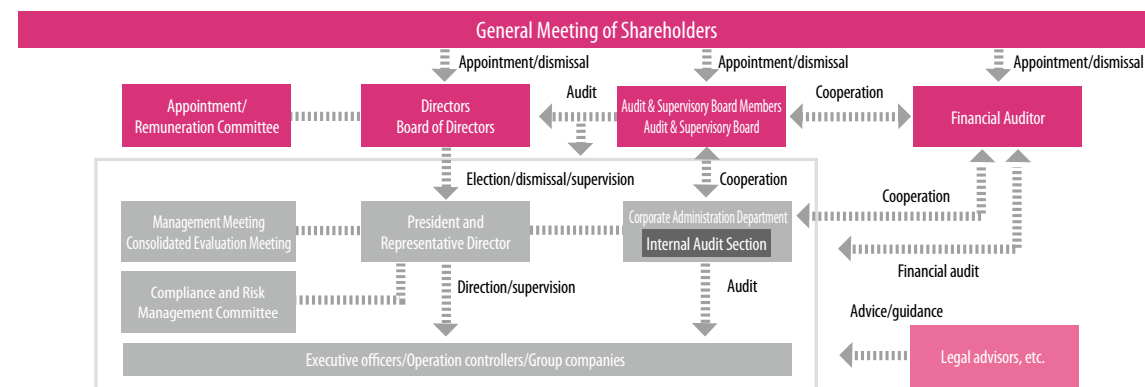 General Meeting of Shareholders
Appointment/dismissal
Appointment/dismissal
Appointment/dismissal
Appointment/
Remuneration Committee
Directors
Board of Directors
Audit
Audit & Supervisory Board Members
Audit & Supervisory Board
Cooperation
Financial Auditor
Election/dismissal/supervision
Cooperation
Cooperation
Management Meeting
Consolidated Evaluation Meeting
President and
Representative Director
Corporate Administration Department
Internal Audit Section
Financial audit
Compliance and Risk
Management Committee
Direction/supervision
Audit
Advice/guidance
Executive officers/Operation controllers/Group companies
Legal advisors, etc.